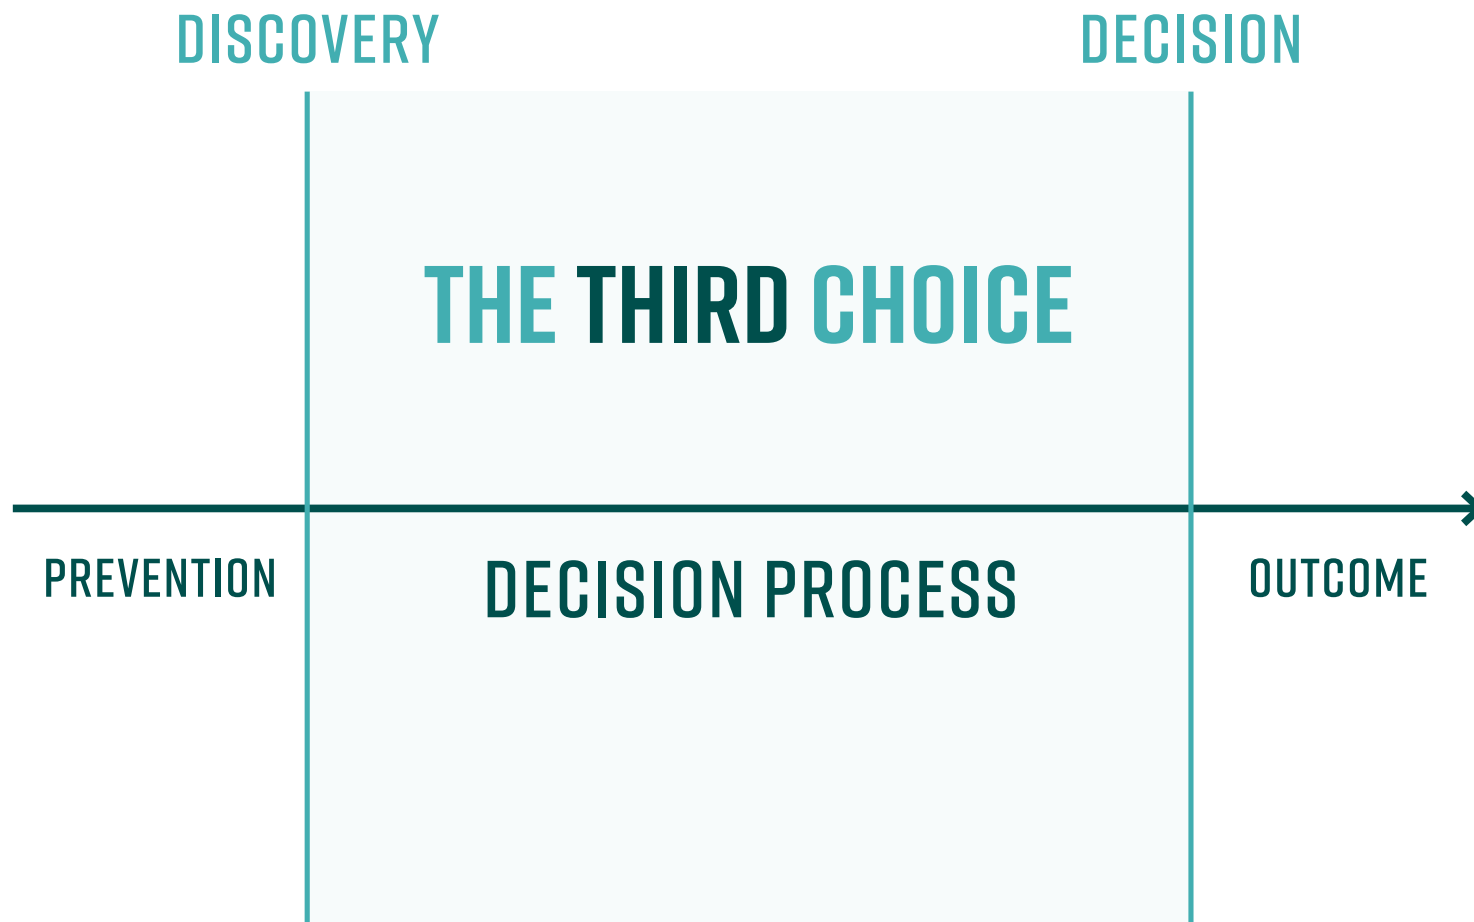 DISCOVERY
DECISION
THE THIRD CHOICE
PREVENTION
DECISION PROCESS
OUTCOME